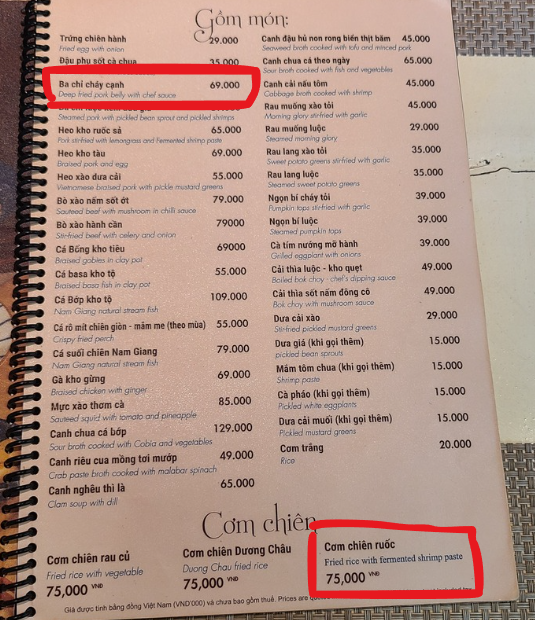 Gồm món:
Trứng chiên hành 29.000
Fried egg with onion
Đậu phụ sốt cà chua 35.000
Ba chỉ cháy cạnh 69.000
Deep fried pork belly with chef sauce
Steamed pork with pickled bean sprout and pickled shrimps
Heo kho ruốc sả 65.000
Pork stirfried with lemongrass and Fermented shrimp paste
Heo kho tàu 69.000
Braised pork and egg
Heo xào dưa cải 55.000
Vietnamese braised pork with pickle mustard greens
Bò xào nấm sốt ớt 79.000
Sauteed beef with mushroom in chilli sauce
Bò xào hành cần 79000
Stir-fried beef with celery and onion
Cá Bống kho tiêu 69000
Braised gobies in clay pot
Cá basa kho tộ 55.000
Braised basa fish in clay pot
Cá Bớp kho tộ 109.000
Nam Giang natural stream fish
Cá rô mít chiên giòn - mắm me (theo mùa) 55.000
Crispy fried perch
Cá suối chiên Nam Giang 79.000
Nam Giang natural stream fish
Gà kho gừng 69.000
Braised chicken with ginger
Mực xào thơm cà 85.000
Sauteed squid with tomato and pineapple
Canh chua cá bớp 129.000
Sour broth cooked with Cobia and vegetables
Canh riêu cua mồng tơi mướp 49.000
Crab paste broth cooked with malabar spinach
Canh nghêu thì là 65.000
Clam soup with dill
Canh đậu hủ non rong biển thịt băm 45.000
Seaweed broth cooked with tofu and minced pork
Canh chua cá theo ngày 65.000
Sour broth cooked with fish and vegetables
Canh cải nấu tôm 45.000
Cabbage broth cooked with shrimp
Rau muống xào tỏi 45.000
Morning glory stirfried with garlic
Rau muống luộc 29.000
Steamed morning glory
Rau lang xào tỏi 35.000
Sweet potato greens stirfried with garlic
Rau lang luộc 35.000
Steamed sweet potato greens
Ngọn bí cháy tỏi 39.000
Pumpkin tops stirfried with garlic
Ngọn bí luộc 39.000
Steamed pumpkin tops
Cà tím nướng mỡ hành 39.000
Grilled eggplant with onions
Cải thìa luộc - kho quẹt 49.000
Boiled bok choy - chef's dipping sauce
Cải thìa sốt nấm đông cô 49.000
Bok choy with mushroom sauce
Dưa cải xào 29.000
Stir-fried pickled mustard greens
Dưa giá (khi gọi thêm) 15.000
pickled bean sprouts
Mắm tôm chua (khi gọi thêm) 15.000
Shrimp paste
Cà pháo (khi gọi thêm) 15.000
Pickled white eggplants
Dưa cải muối (khi gọi thêm) 15.000
Pickled mustard greens
Cơm trắng 20.000
Rice
Cơm chiên
Cơm chiên rau củ
Fried rice with vegetable
75,000 VNĐ
Cơm chiên Dương Châu
Duong Chau fried rice
75,000 VNĐ
Cơm chiên ruốc
Fried rice with fermented shrimp paste
75,000 VNĐ
Giá được tính bằng đồng Việt Nam (VND'000) và chưa bao gồm thuế. Prices are